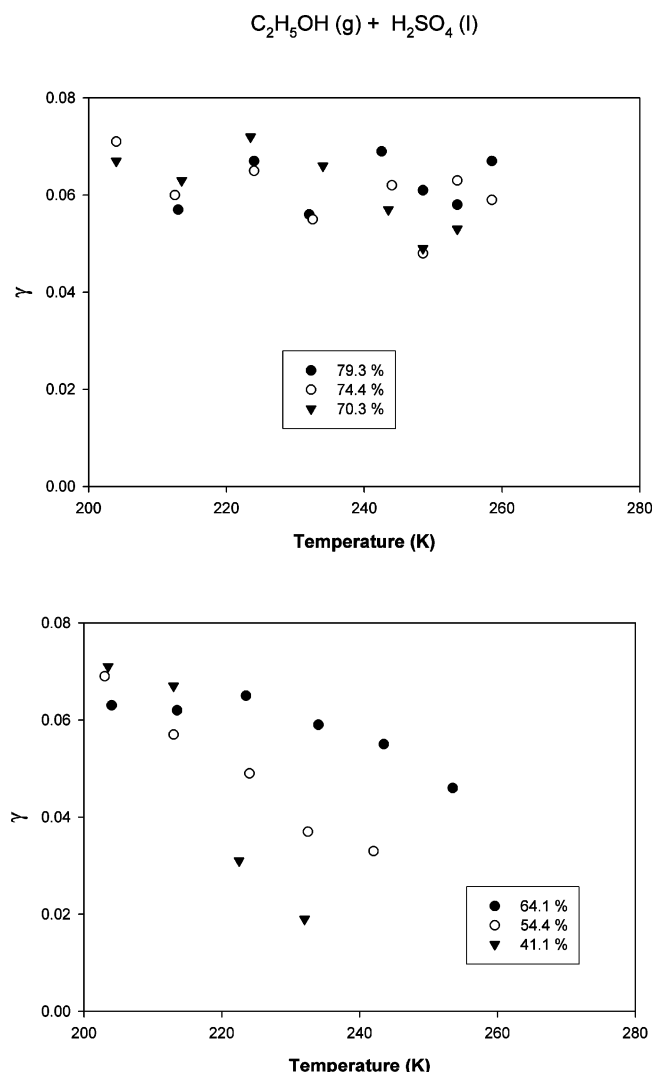 C₂H₅OH (g) + H₂SO₄ (l)
0.08
0.06
γ
0.04
79.3 %
74.4 %
70.3 %
0.02
0.00
200 220 240 260 280
Temperature (K)
0.08
0.06
γ
0.04
0.02
64.1 %
54.4 %
41.1 %
0.00
200 220 240 260 280
Temperature (K)